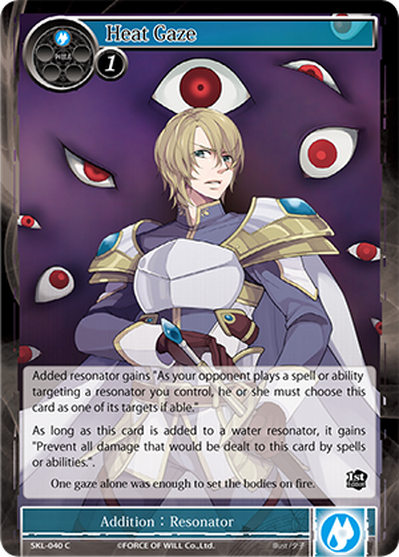 Heat Gaze
WILL
1
Added resonator gains "As your opponent plays a spell or ability
targeting a resonator you control, he or she must choose this
card as one of its targets if able."
As long as this card is added to a water resonator, it gains
"Prevent all damage that would be dealt to this card by spells
or abilities.".
1st
Edition
One gaze alone was enough to set the bodies on fire.
Addition : Resonator
SKL-040 C
©FORCE OF WILL Co.,Ltd.
Illust /